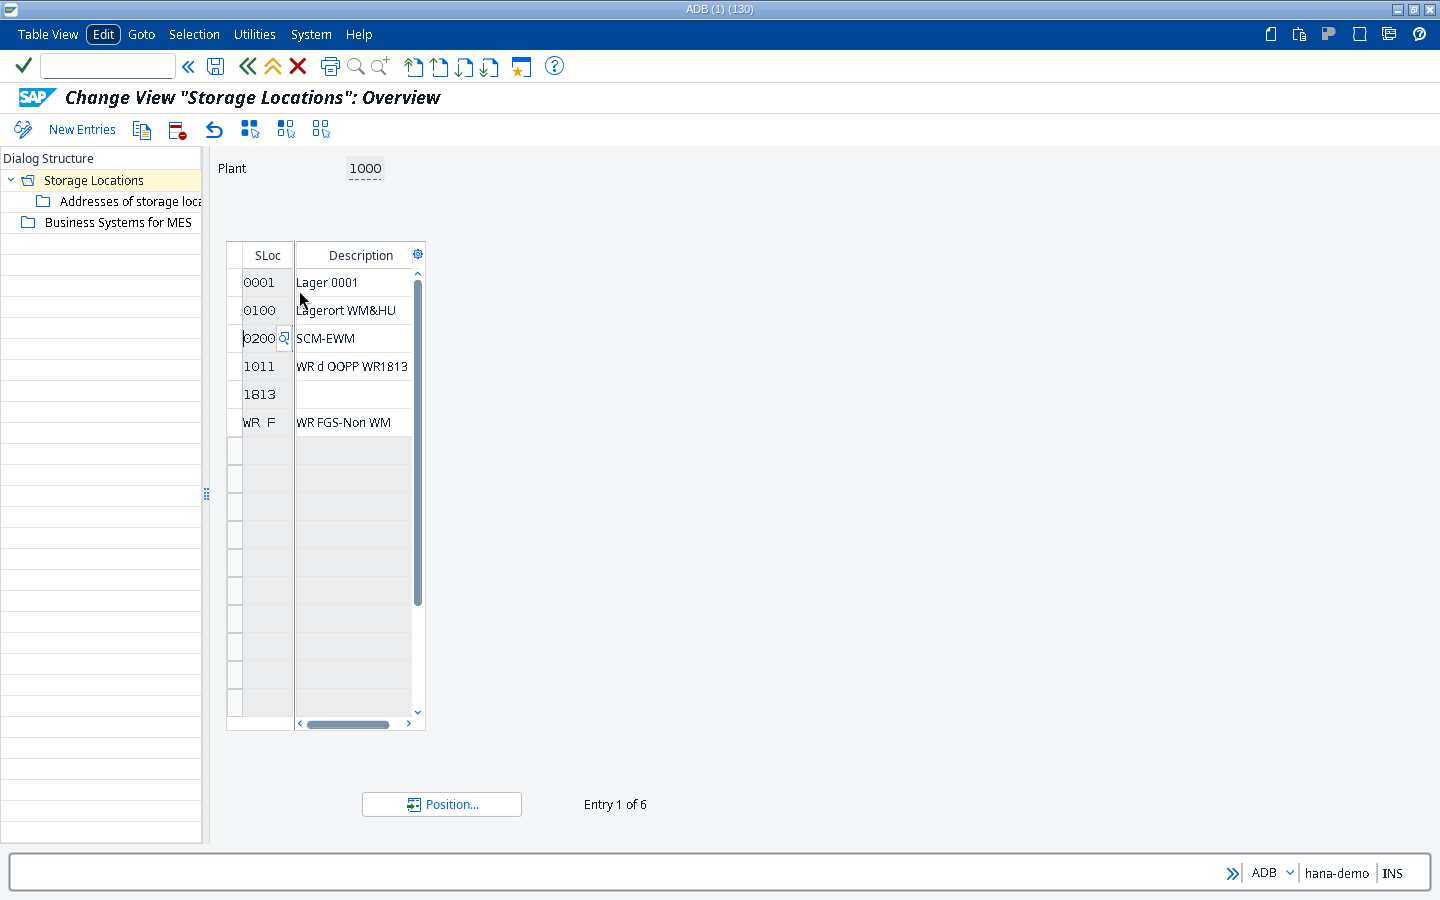 ADB (1) (130)
Table View Edit Goto Selection Utilities System Help
SAP Change View "Storage Locations": Overview
New Entries
Dialog Structure
Storage Locations
Addresses of storage loca
Business Systems for MES
Plant 1000
SLoc Description
0001 Lager 0001
0100 Lagerort WM&HU
0200 SCM-EWM
1011 WR d OOPP WR1813
1813
WR F WR FGS-Non WM
Position... Entry 1 of 6
ADB hana-demo INS